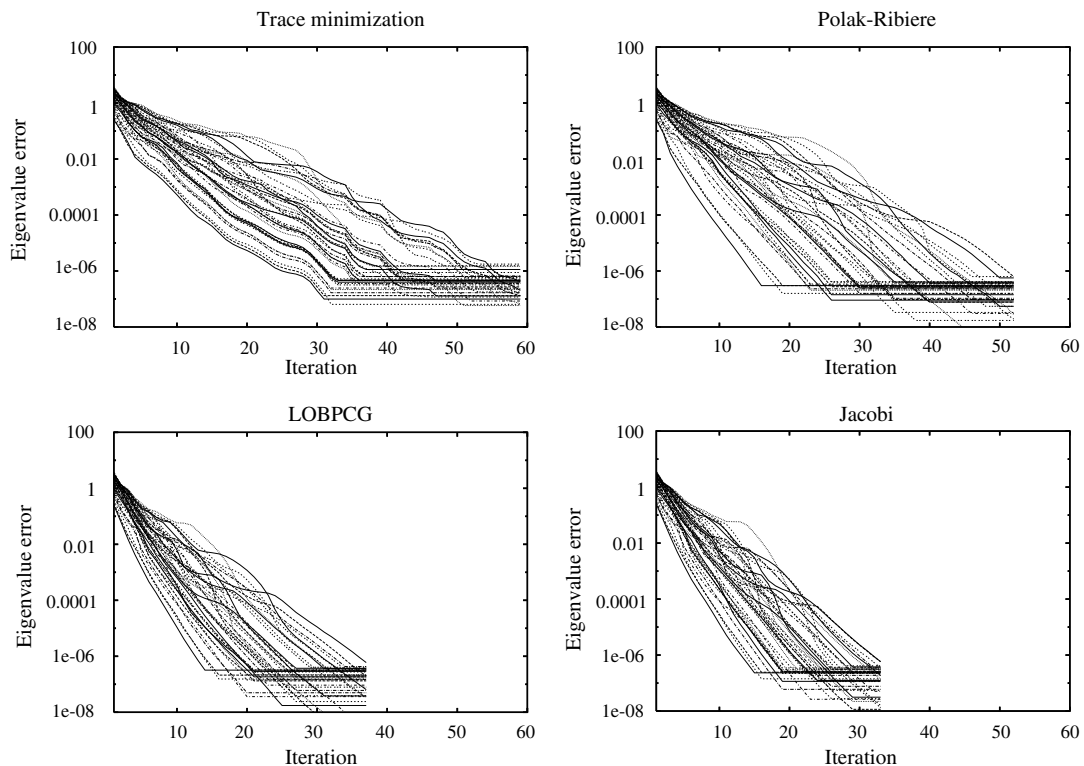 Trace minimization
100
1
0.01
0.0001
1e-06
1e-08
Eigenvalue error
10 20 30 40 50 60
Iteration
Polak-Ribiere
100
1
0.01
0.0001
1e-06
1e-08
Eigenvalue error
10 20 30 40 50 60
Iteration
LOBPCG
100
1
0.01
0.0001
1e-06
1e-08
Eigenvalue error
10 20 30 40 50 60
Iteration
Jacobi
100
1
0.01
0.0001
1e-06
1e-08
Eigenvalue error
10 20 30 40 50 60
Iteration